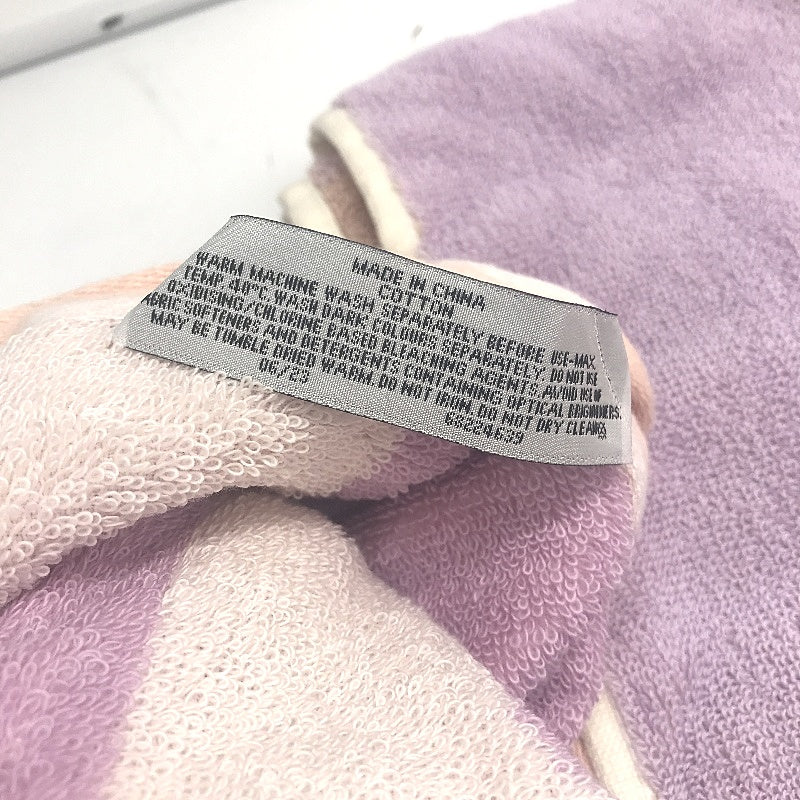 MADE IN CHINA
COTTON
WARM MACHINE WASH SEPARATELY BEFORE USE-MAX
TEMP 40°C. WASH DARK COLOURS SEPARATELY. DO NOT USE
OXIDISING/CHLORINE BASED BLEACHING AGENTS. AVOID USE OF
FABRIC SOFTENERS AND DETERGENTS CONTAINING OPTICAL BRIGHTNERS.
MAY BE TUMBLE DRIED WARM. DO NOT IRON. DO NOT DRY CLEAN
06/23